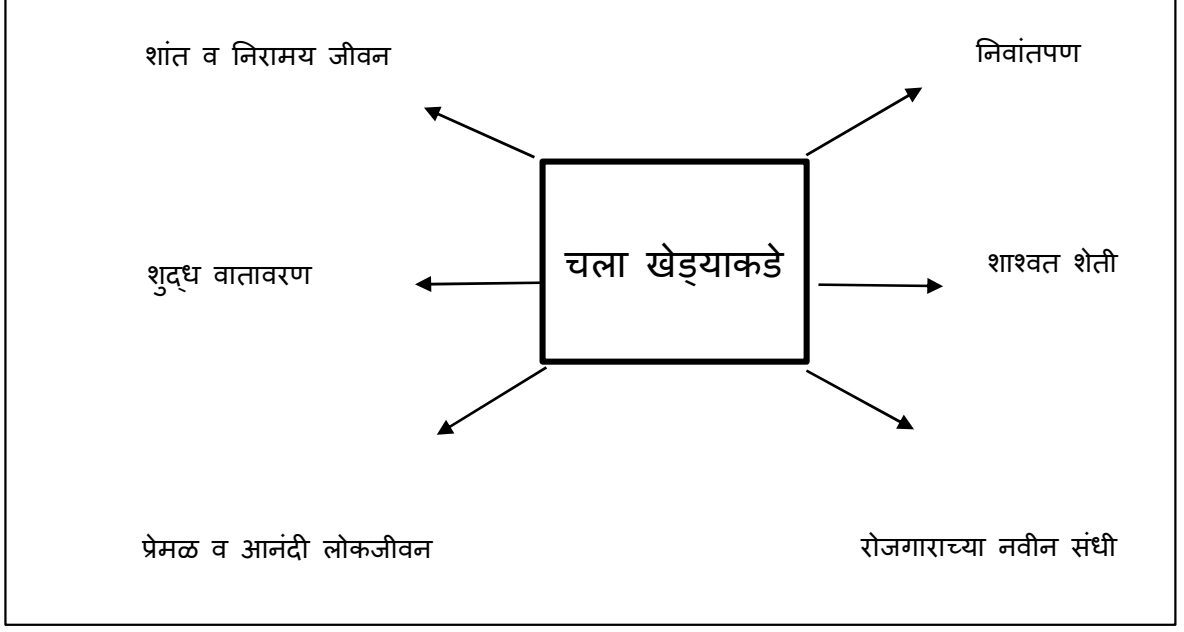 शांत व निरामय जीवन
निवांतपण
चला खेड्याकडे
शुद्ध वातावरण
शाश्वत शेती
प्रेमळ व आनंदी लोकजीवन
रोजगाराच्या नवीन संधी